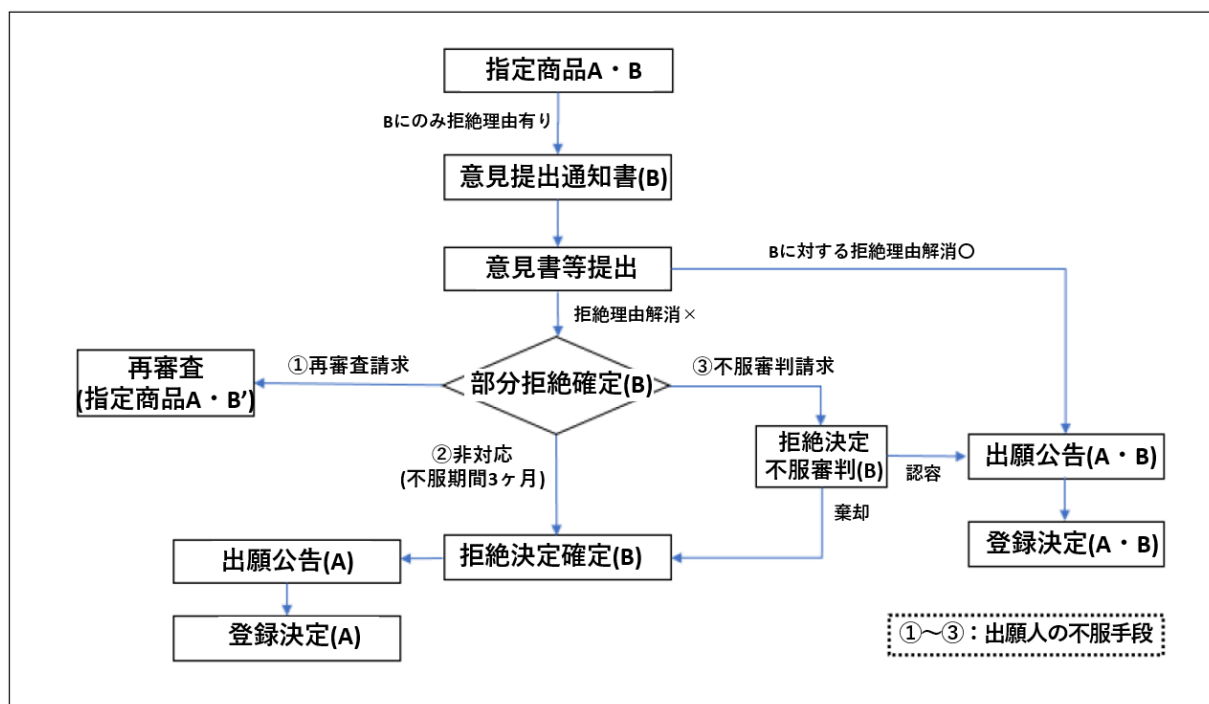 指定商品A・B
Bにのみ拒絶理由有り
意見提出通知書(B)
意見書等提出
Bに対する拒絶理由解消〇
拒絶理由解消×
再審査
(指定商品A・B’)
①再審査請求
部分拒絶確定(B)
③不服審判請求
②非対応
(不服期間3ヶ月)
拒絶決定
不服審判(B)
認容
出願公告(A・B)
棄却
登録決定(A・B)
出願公告(A)
拒絶決定確定(B)
登録決定(A)
①～③：出願人の不服手段